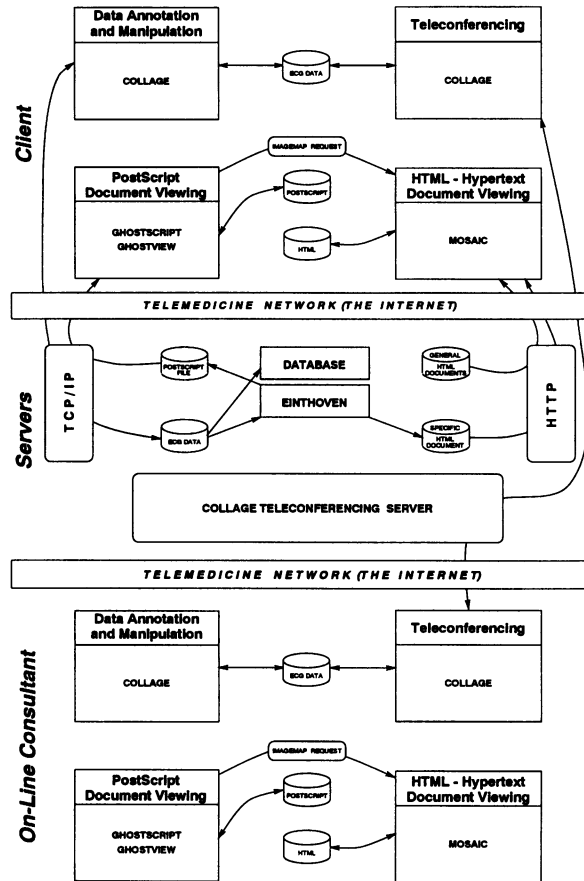 Client
Data Annotation
and Manipulation
COLLAGE
ECG DATA
Teleconferencing
COLLAGE
IMAGEMAP REQUEST
PostScript
Document Viewing
GHOSTSCRIPT
GHOSTVIEW
POSTSCRIPT
HTML
HTML - Hypertext
Document Viewing
MOSAIC
TELEMEDICINE NETWORK (THE INTERNET)
Servers
TCP/IP
POSTSCRIPT
FILE
ECG DATA
DATABASE
EINTHOVEN
GENERAL
HTML
DOCUMENTS
SPECIFIC
HTML
DOCUMENT
HTTP
COLLAGE TELECONFERENCING SERVER
TELEMEDICINE NETWORK (THE INTERNET)
On-Line Consultant
Data Annotation
and Manipulation
COLLAGE
ECG DATA
Teleconferencing
COLLAGE
IMAGEMAP REQUEST
PostScript
Document Viewing
GHOSTSCRIPT
GHOSTVIEW
POSTSCRIPT
HTML
HTML - Hypertext
Document Viewing
MOSAIC